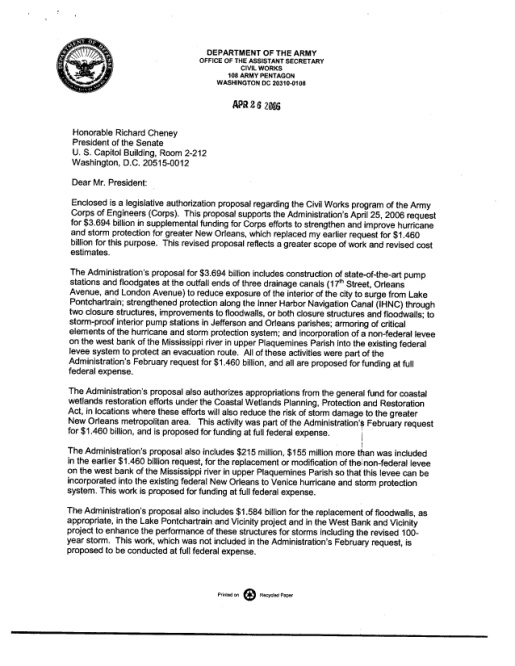 DEPARTMENT OF THE ARMY
OFFICE OF THE ASSISTANT SECRETARY
CIVIL WORKS
108 ARMY PENTAGON
WASHINGTON DC 20310-0108
APR 26 2006
Honorable Richard Cheney
President of the Senate
U. S. Capitol Building, Room 2-212
Washington, D.C. 20515-0012
Dear Mr. President:
Enclosed is a legislative authorization proposal regarding the Civil Works program of the Army
Corps of Engineers (Corps). This proposal supports the Administration's April 25, 2006 request
for $3.694 billion in supplemental funding for Corps efforts to strengthen and improve hurricane
and storm protection for greater New Orleans, which replaced my earlier request for $1.460
billion for this purpose. This revised proposal reflects a greater scope of work and revised cost
estimates.
The Administration's proposal for $3.694 billion includes construction of state-of-the-art pump
stations and floodgates at the outfall ends of three drainage canals (17th Street, Orleans
Avenue, and London Avenue) to reduce exposure of the interior of the city to surge from Lake
Pontchartrain; strengthened protection along the Inner Harbor Navigation Canal (IHNC) through
two closure structures, improvements to floodwalls, or both closure structures and floodwalls; to
storm-proof interior pump stations in Jefferson and Orleans parishes; armoring of critical
elements of the hurricane and storm protection system; and incorporation of a non-federal levee
on the west bank of the Mississippi river in upper Plaquemines Parish into the existing federal
levee system to protect an evacuation route. All of these activities were part of the
Administration's February request for $1.460 billion, and all are proposed for funding at full
federal expense.
The Administration's proposal also authorizes appropriations from the general fund for coastal
wetlands restoration efforts under the Coastal Wetlands Planning, Protection and Restoration
Act, in locations where these efforts will also reduce the risk of storm damage to the greater
New Orleans metropolitan area. This activity was part of the Administration's February request
for $1.460 billion, and is proposed for funding at full federal expense.
The Administration's proposal also includes $215 million, $155 million more than was included
in the earlier $1.460 billion request, for the replacement or modification of the non-federal levee
on the west bank of the Mississippi river in upper Plaquemines Parish so that this levee can be
incorporated into the existing federal New Orleans to Venice hurricane and storm protection
system. This work is proposed for funding at full federal expense.
The Administration's proposal also includes $1.584 billion for the replacement of floodwalls, as
appropriate, in the Lake Pontchartrain and Vicinity project and in the West Bank and Vicinity
project to enhance the performance of these structures for storms including the revised 100-
year storm. This work, which was not included in the Administration's February request, is
proposed to be conducted at full federal expense.
Printed on Recycled Paper